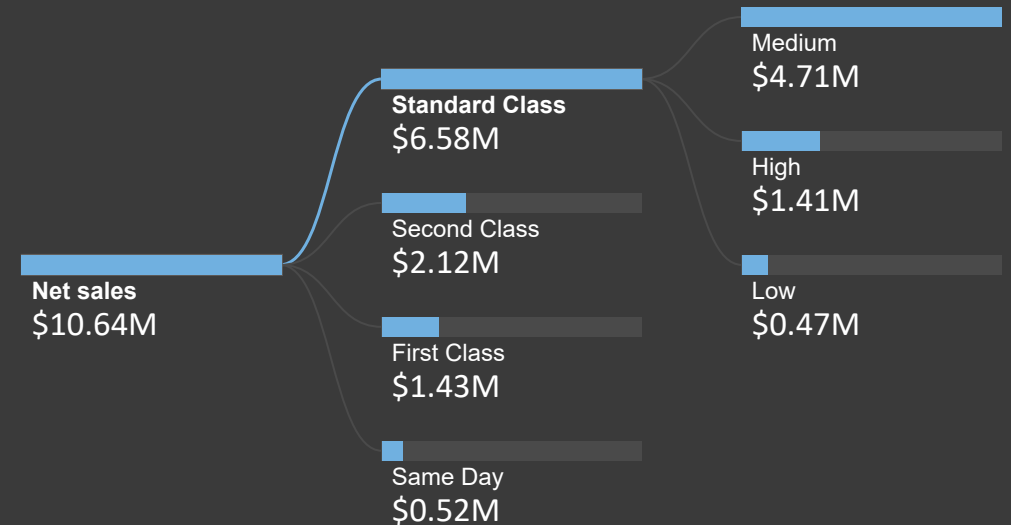 Net sales
$10.64M
Standard Class
$6.58M
Second Class
$2.12M
First Class
$1.43M
Same Day
$0.52M
Medium
$4.71M
High
$1.41M
Low
$0.47M